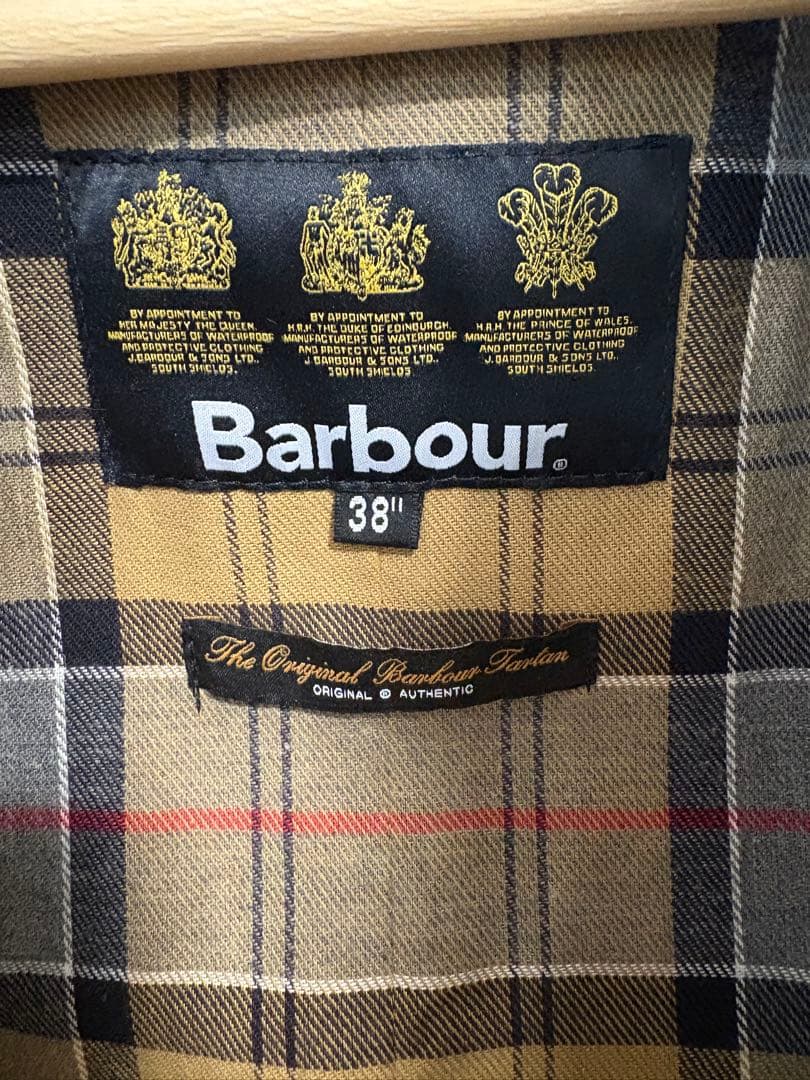 BY APPOINTMENT TO
HER MAJESTY THE QUEEN
MANUFACTURERS OF WATERPROOF
AND PROTECTIVE CLOTHING
J.BARBOUR & SONS LTD.
SOUTH SHIELDS
BY APPOINTMENT TO
H.R.H. THE DUKE OF EDINBURGH
MANUFACTURERS OF WATERPROOF
AND PROTECTIVE CLOTHING
J.BARBOUR & SONS LTD.
SOUTH SHIELDS
BY APPOINTMENT TO
H.R.H THE PRINCE OF WALES.
MANUFACTURERS OF WATERPROOF
AND PROTECTIVE CLOTHING
J.BARBOUR & SONS LTD..
SOUTH SHIELDS.
Barbour®
38"
The Original Barbour Tartan
ORIGINAL ® AUTHENTIC